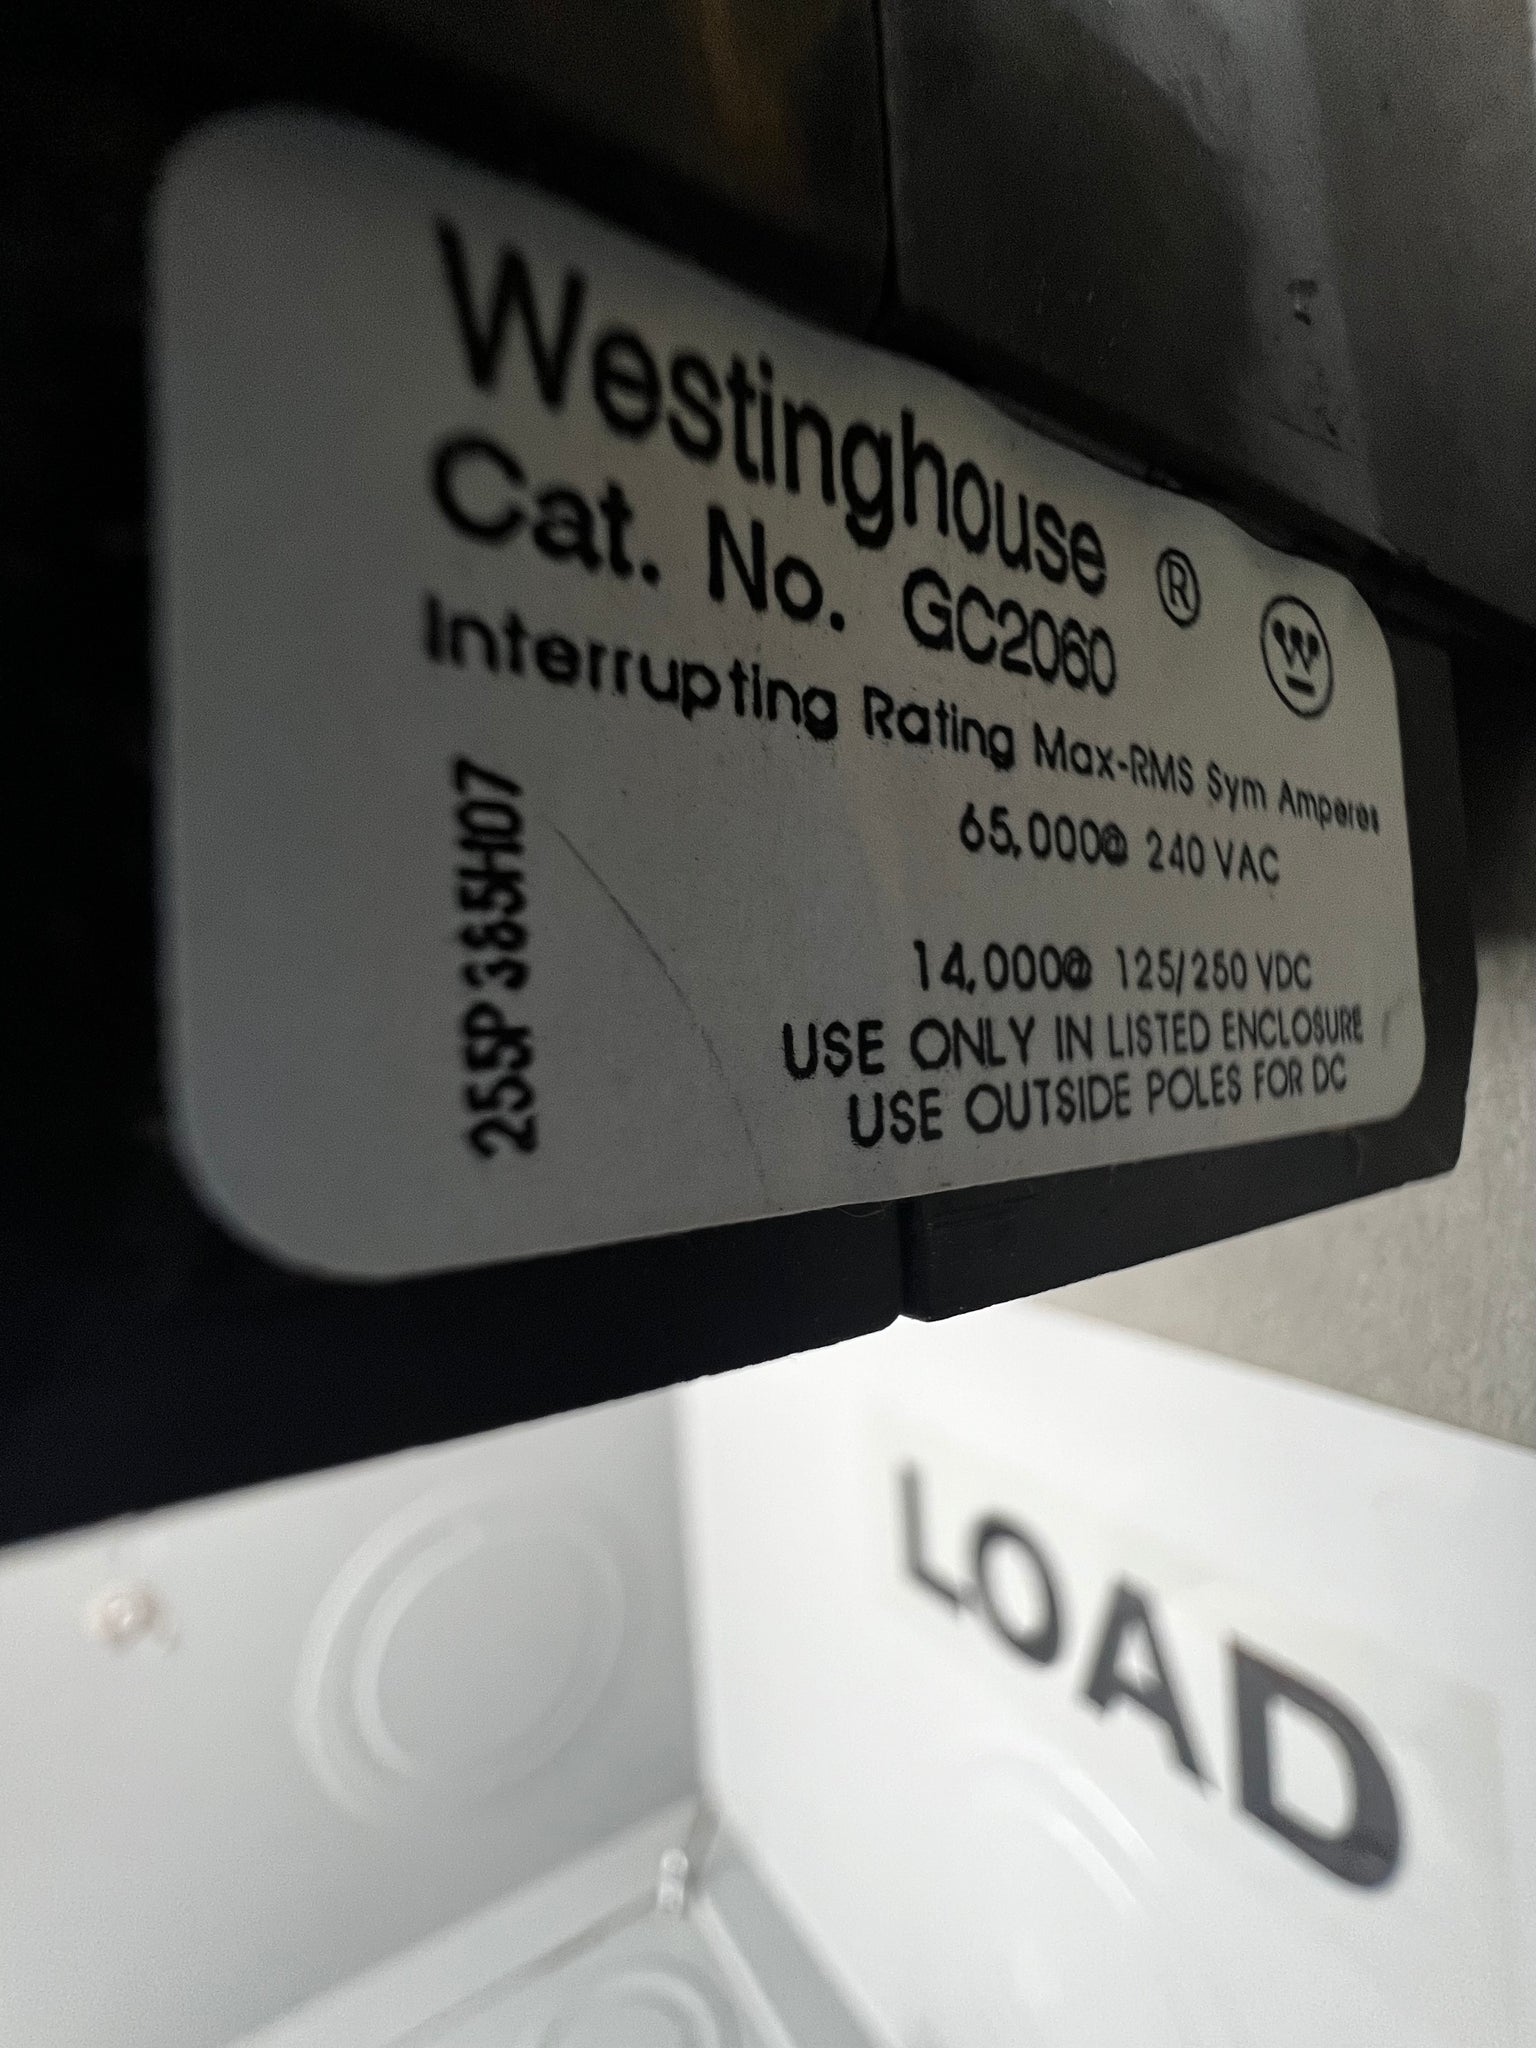 Westinghouse ®
Cat. No. GC2060
Interrupting Rating Max-RMS Sym Amperes
65,000@ 240 VAC
14,000@ 125/250 VDC
USE ONLY IN LISTED ENCLOSURE
USE OUTSIDE POLES FOR DC
255P385H07
LOAD